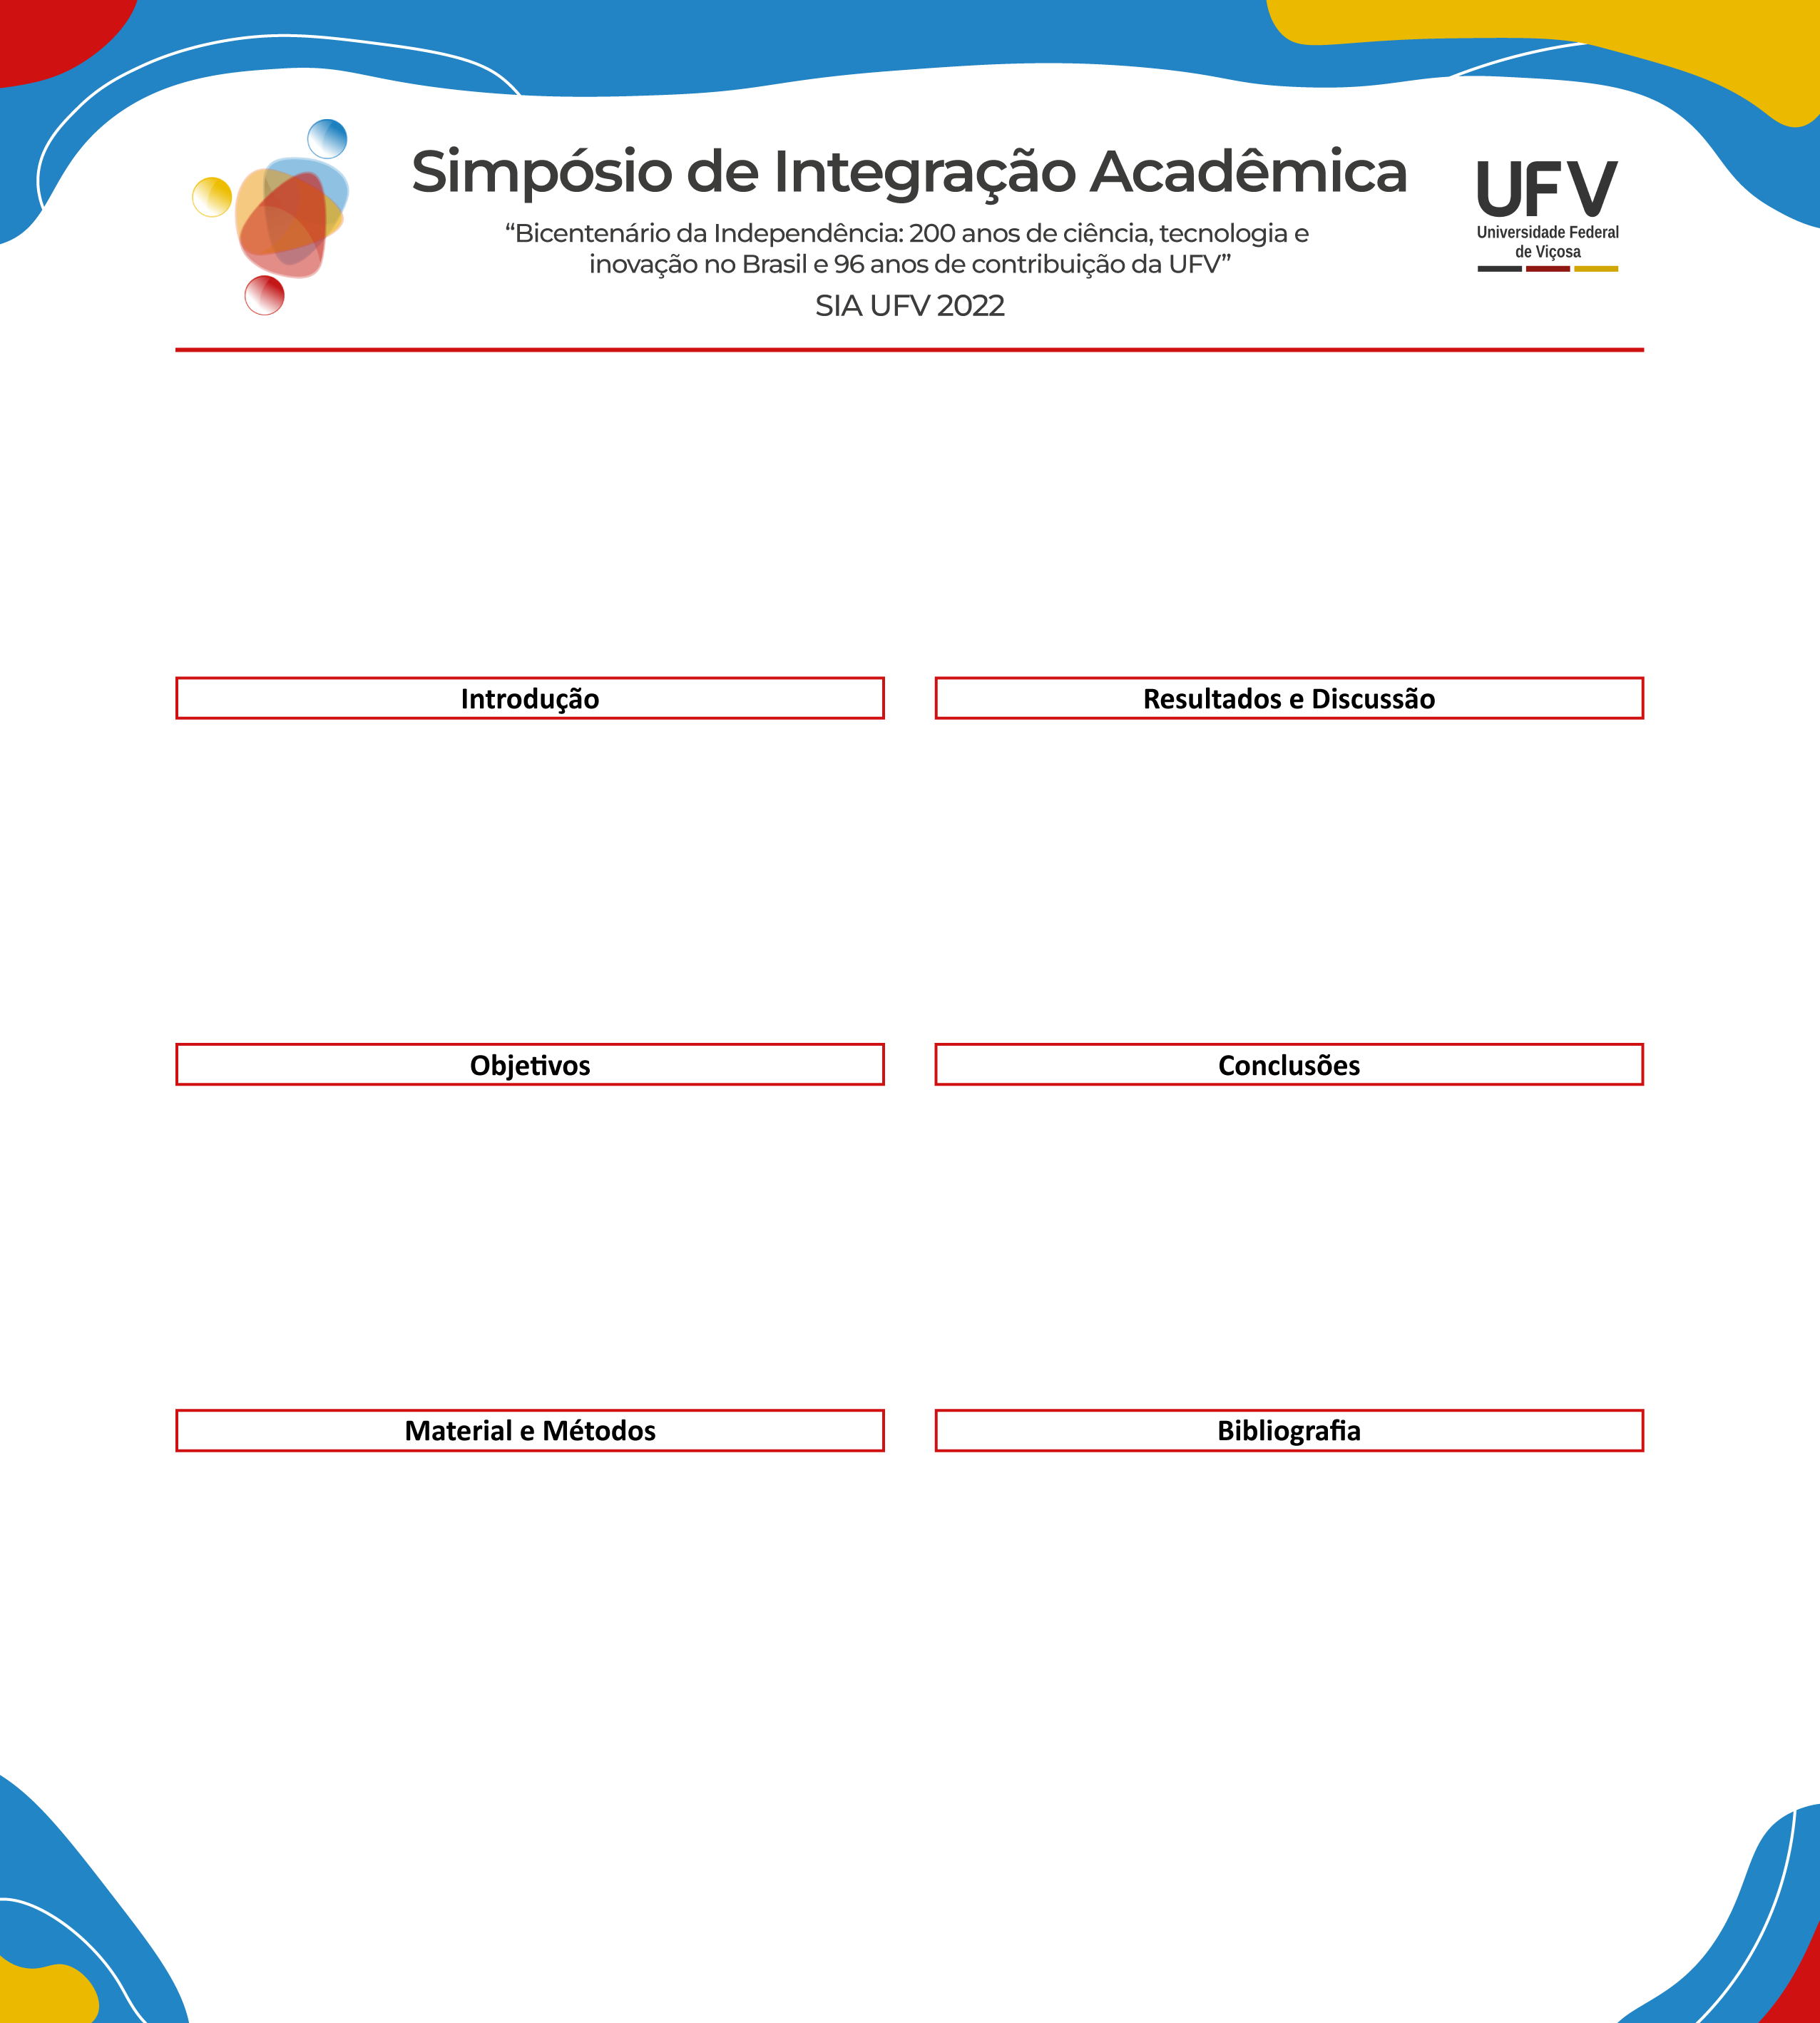 Simpósio de Integração Acadêmica
“Bicentenário da Independência: 200 anos de ciência, tecnologia e
inovação no Brasil e 96 anos de contribuição da UFV”
SIA UFV 2022
UFV
Universidade Federal
de Viçosa
Introdução
Objetivos
Material e Métodos
Resultados e Discussão
Conclusões
Bibliografia